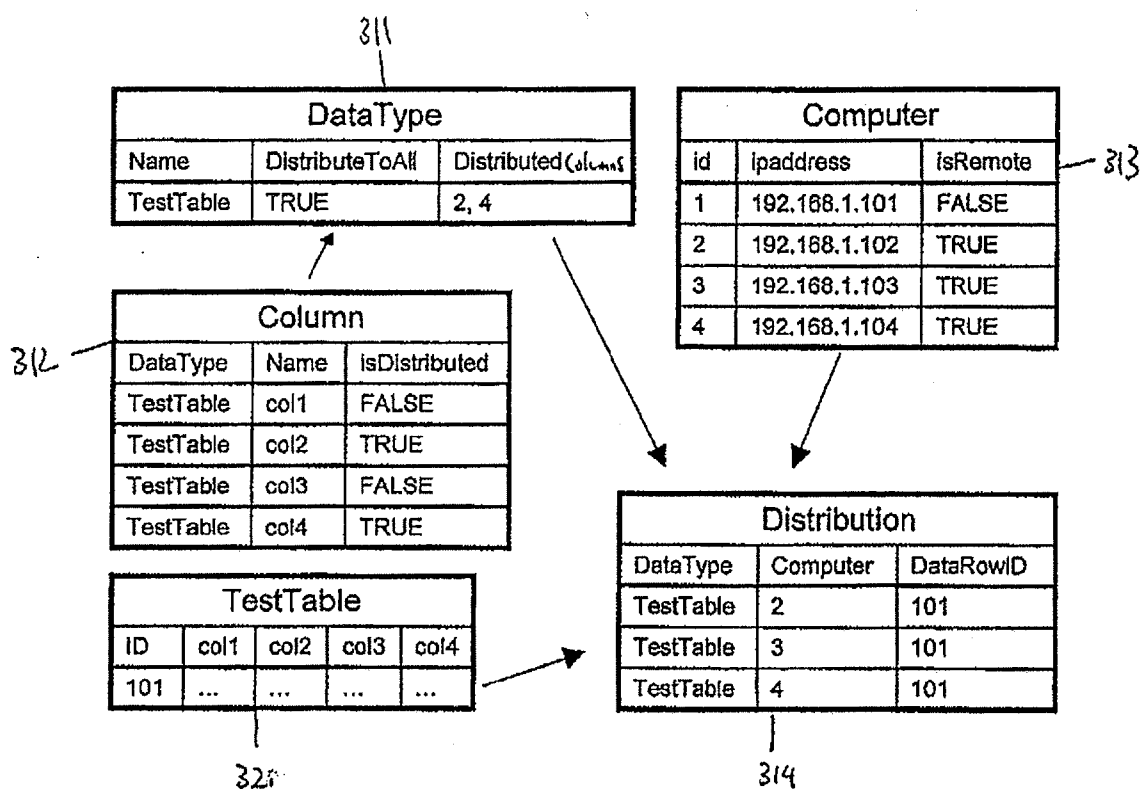 311
DataType
Name DistributeToAll Distributed Columns
TestTable TRUE 2, 4
Computer
id ipaddress isRemote
1 192.168.1.101 FALSE
2 192.168.1.102 TRUE
3 192.168.1.103 TRUE
4 192.168.1.104 TRUE
313
312
Column
DataType Name isDistributed
TestTable col1 FALSE
TestTable col2 TRUE
TestTable col3 FALSE
TestTable col4 TRUE
TestTable
ID col1 col2 col3 col4
101 ... ... ... ...
Distribution
DataType Computer DataRowID
TestTable 2 101
TestTable 3 101
TestTable 4 101
314